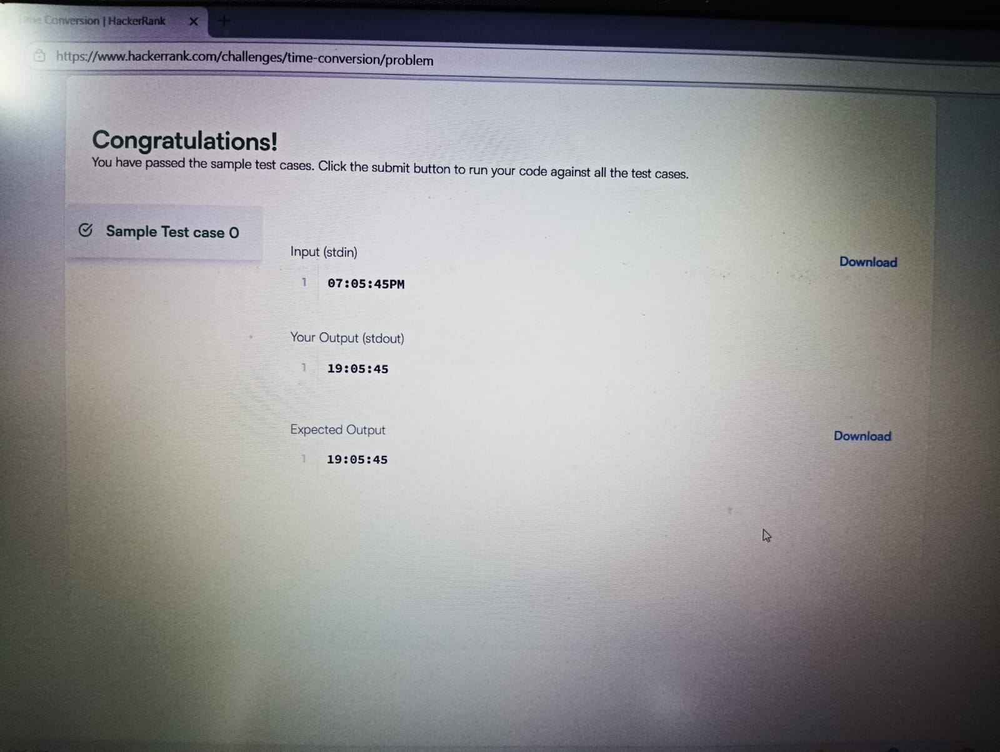 Conversion | HackerRank
https://www.hackerrank.com/challenges/time-conversion/problem
Congratulations!
You have passed the sample test cases. Click the submit button to run your code against all the test cases.
Sample Test case 0
Input (stdin)
Download
1 07:05:45PM
Your Output (stdout)
1 19:05:45
Expected Output
Download
1 19:05:45